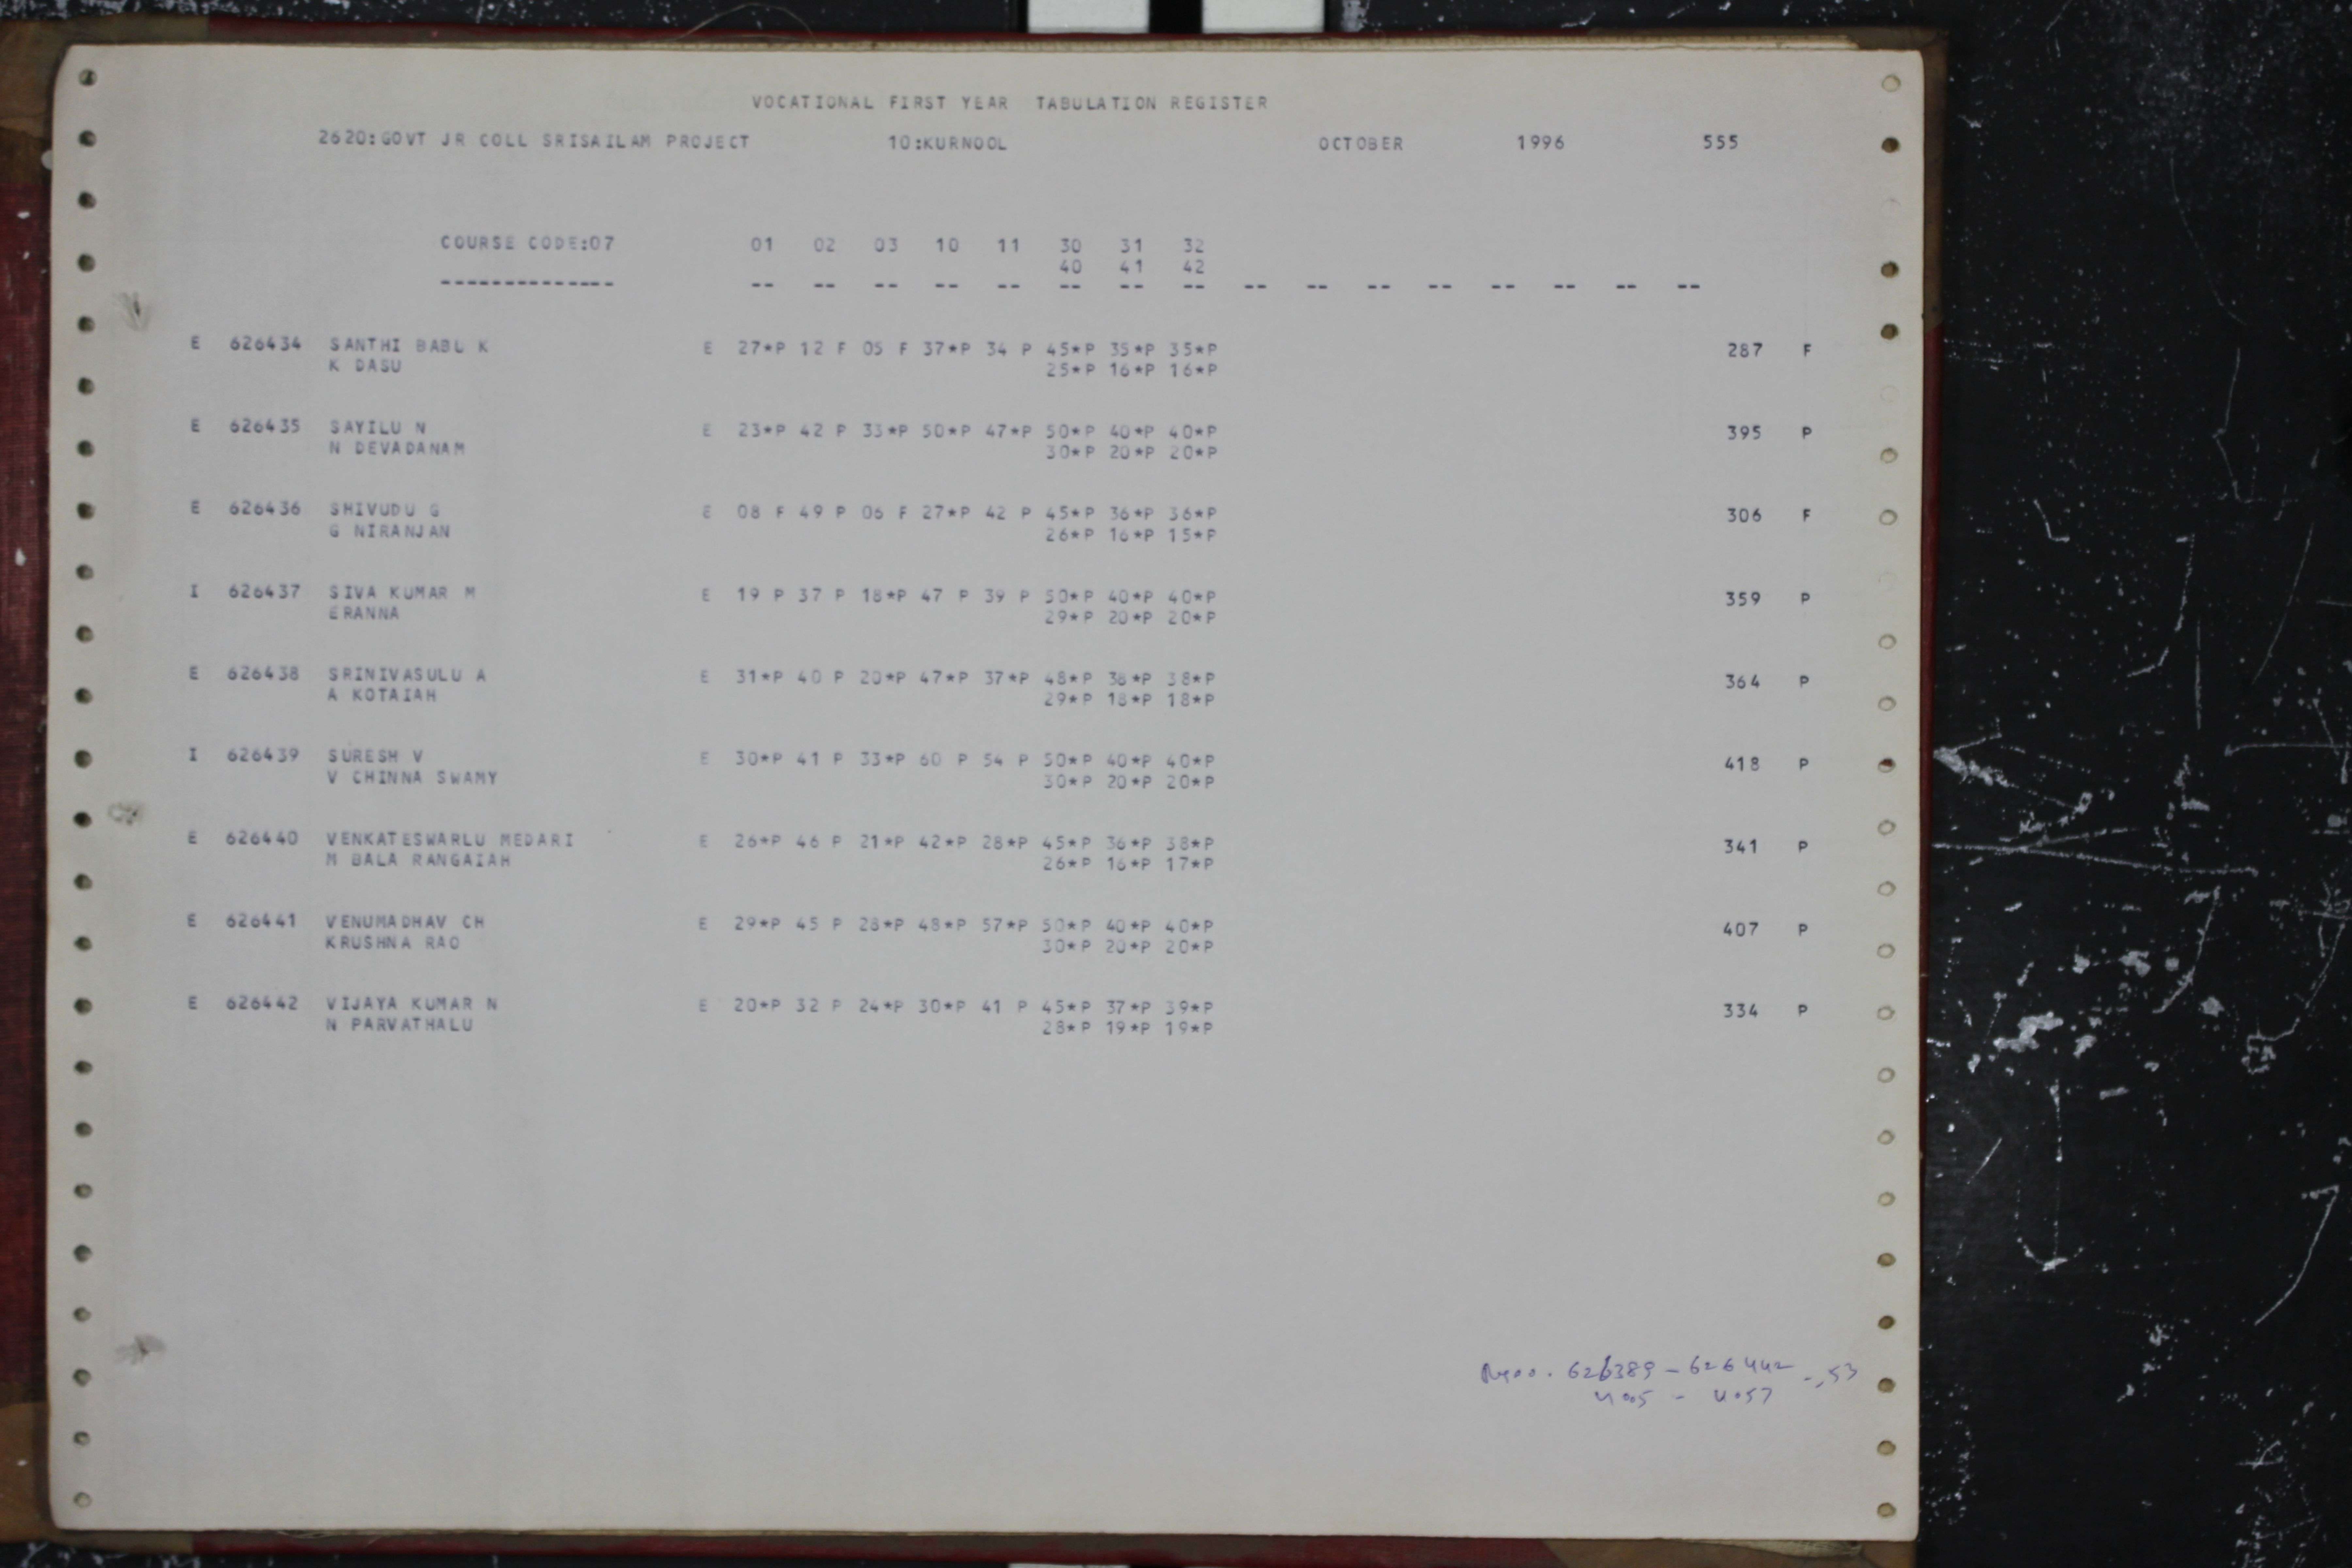 VOCATIONAL FIRST YEAR TABULATION REGISTER
2620:GOVT JR COLL SRISAILAM PROJECT 10:KURNOOL OCTOBER 1996 555
COURSE CODE:07 01 02 03 10 11 30 31 32
40 41 42
-------------- -- -- -- -- -- -- -- -- -- -- -- -- -- -- -- --
E 626434 SANTHI BABU K E 27*P 12 F 05 F 37*P 34 P 45*P 35*P 35*P 287 F
K DASU 25*P 16*P 16*P
E 626435 SAYILU N E 23*P 42 P 33*P 50*P 47*P 50*P 40*P 40*P 395 P
N DEVADANAM 30*P 20*P 20*P
E 626436 SHIVUDU G E 08 F 49 P 06 F 27*P 42 P 45*P 36*P 36*P 306 F
G NIRANJAN 26*P 16*P 15*P
I 626437 SIVA KUMAR M E 19 P 37 P 18*P 47 P 39 P 50*P 40*P 40*P 359 P
ERANNA 29*P 20*P 20*P
E 626438 SRINIVASULU A E 31*P 40 P 20*P 47*P 37*P 48*P 38*P 38*P 364 P
A KOTAIAH 29*P 18*P 18*P
I 626439 SURESH V E 30*P 41 P 33*P 60 P 54 P 50*P 40*P 40*P 418 P
V CHINNA SWAMY 30*P 20*P 20*P
E 626440 VENKATESWARLU MEDARI E 26*P 46 P 21*P 42*P 28*P 45*P 36*P 38*P 341 P
M BALA RANGAIAH 26*P 16*P 17*P
E 626441 VENUMADHAV CH E 29*P 45 P 28*P 48*P 57*P 50*P 40*P 40*P 407 P
KRUSHNA RAO 30*P 20*P 20*P
E 626442 VIJAYA KUMAR N E 20*P 32 P 24*P 30*P 41 P 45*P 37*P 39*P 334 P
N PARVATHALU 28*P 19*P 19*P
626389 - 626442 53
- 4057